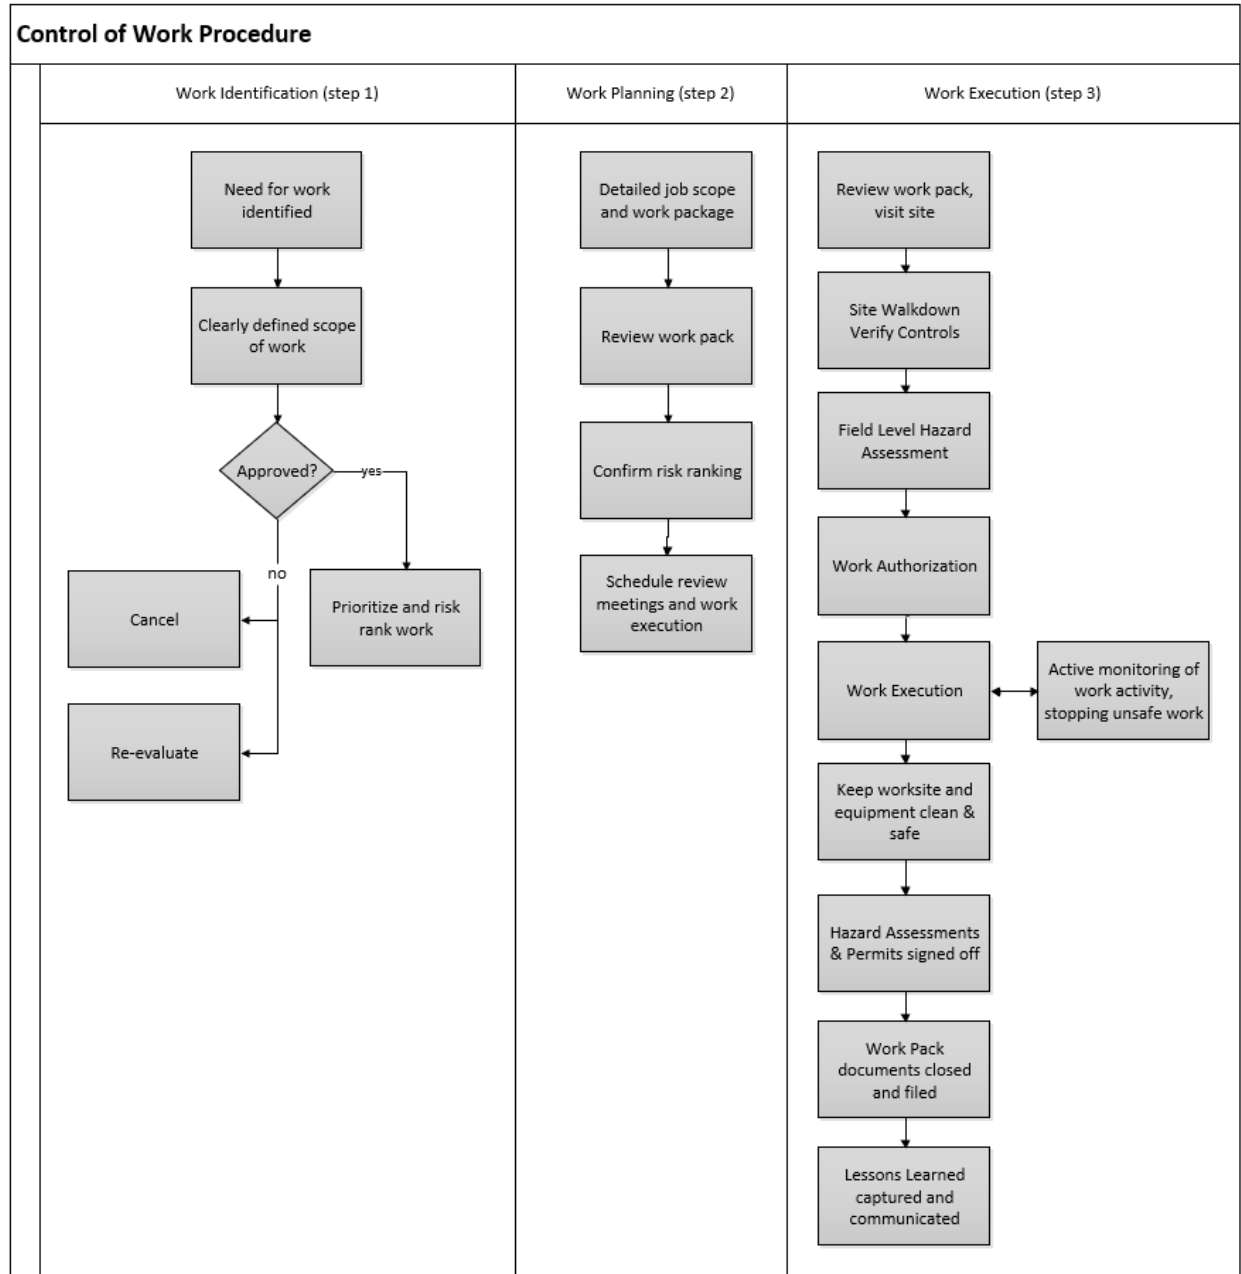 Control of Work Procedure
Work Identification (step 1)
Work Planning (step 2)
Work Execution (step 3)
Need for work
identified
Clearly defined scope
of work
Approved?
yes
no
Cancel
Prioritize and risk
rank work
Re-evaluate
Detailed job scope
and work package
Review work pack
Confirm risk ranking
Schedule review
meetings and work
execution
Review work pack,
visit site
Site Walkdown
Verify Controls
Field Level Hazard
Assessment
Work Authorization
Work Execution
Active monitoring of
work activity,
stopping unsafe work
Keep worksite and
equipment clean &
safe
Hazard Assessments
& Permits signed off
Work Pack
documents closed
and filed
Lessons Learned
captured and
communicated